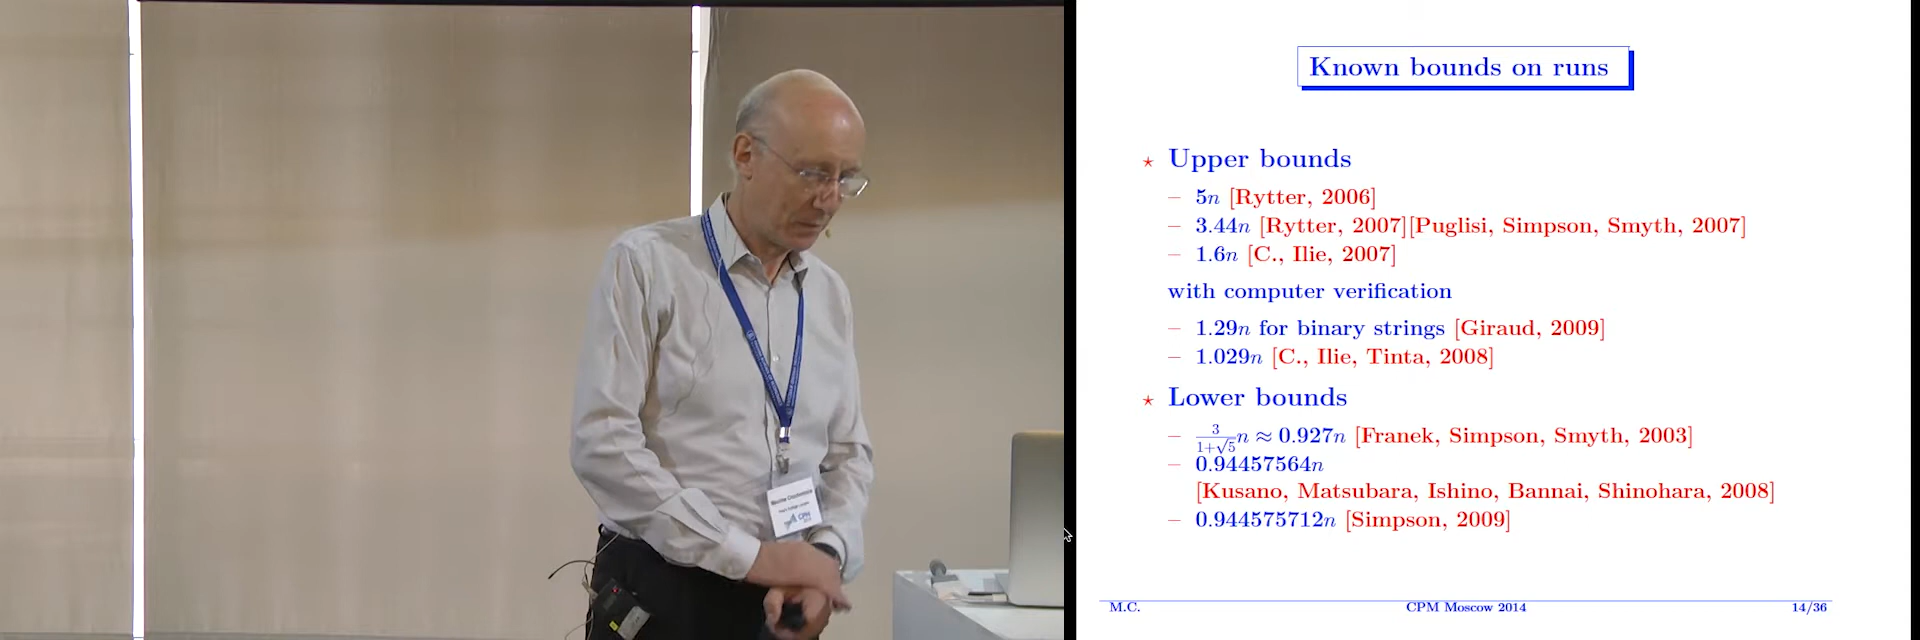 Known bounds on runs
⋆ Upper bounds
– 5n [Rytter, 2006]
– 3.44n [Rytter, 2007][Puglisi, Simpson, Smyth, 2007]
– 1.6n [C., Ilie, 2007]
with computer verification
– 1.29n for binary strings [Giraud, 2009]
– 1.029n [C., Ilie, Tinta, 2008]
⋆ Lower bounds
– 3/(1+√5) n ≈ 0.927n [Franek, Simpson, Smyth, 2003]
– 0.94457564n
[Kusano, Matsubara, Ishino, Bannai, Shinohara, 2008]
– 0.944575712n [Simpson, 2009]
M.C. CPM Moscow 2014 14/36
CPM